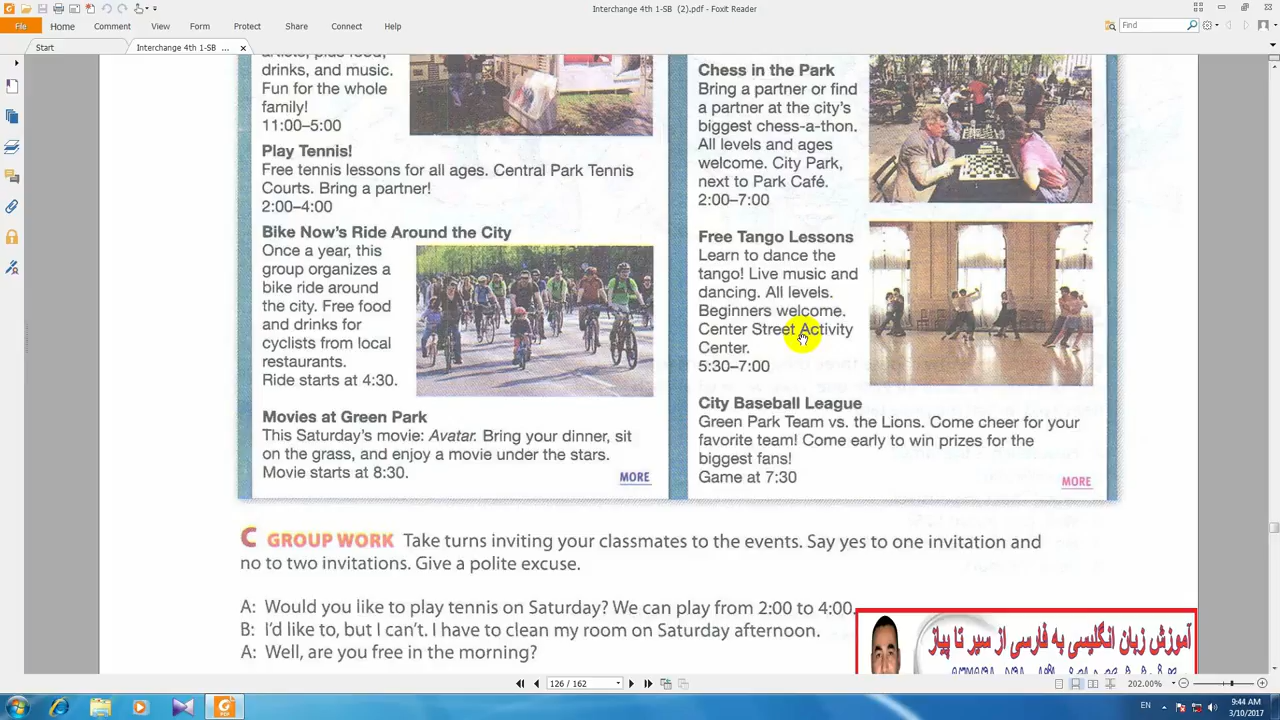 Interchange 4th 1-SB (2).pdf - Foxit Reader
File Home Comment View Form Protect Share Connect Help
Find
Start Interchange 4th 1-SB ...
drinks, and music.
Fun for the whole
family!
11:00–5:00
Play Tennis!
Free tennis lessons for all ages. Central Park Tennis
Courts. Bring a partner!
2:00–4:00
Bike Now's Ride Around the City
Once a year, this
group organizes a
bike ride around
the city. Free food
and drinks for
cyclists from local
restaurants.
Ride starts at 4:30.
Movies at Green Park
This Saturday's movie: Avatar. Bring your dinner, sit
on the grass, and enjoy a movie under the stars.
Movie starts at 8:30.
MORE
Chess in the Park
Bring a partner or find
a partner at the city's
biggest chess-a-thon.
All levels and ages
welcome. City Park,
next to Park Café.
2:00–7:00
Free Tango Lessons
Learn to dance the
tango! Live music and
dancing. All levels.
Beginners welcome.
Center Street Activity
Center.
5:30–7:00
City Baseball League
Green Park Team vs. the Lions. Come cheer for your
favorite team! Come early to win prizes for the
biggest fans!
Game at 7:30
MORE
C GROUP WORK Take turns inviting your classmates to the events. Say yes to one invitation and
no to two invitations. Give a polite excuse.
A: Would you like to play tennis on Saturday? We can play from 2:00 to 4:00.
B: I'd like to, but I can't. I have to clean my room on Saturday afternoon.
A: Well, are you free in the morning?
آموزش زبان انگلیسی به فارسی از سیر تا پیاز
126 / 162
202.00%
EN
9:44 AM
3/10/2017